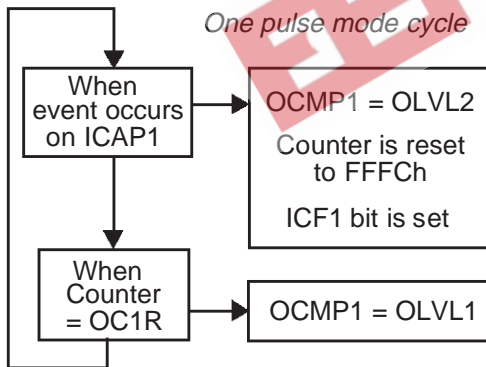 One pulse mode cycle
When
event occurs
on ICAP1
OCMP1 = OLVL2
Counter is reset
to FFFCh
ICF1 bit is set
When
Counter
= OC1R
OCMP1 = OLVL1